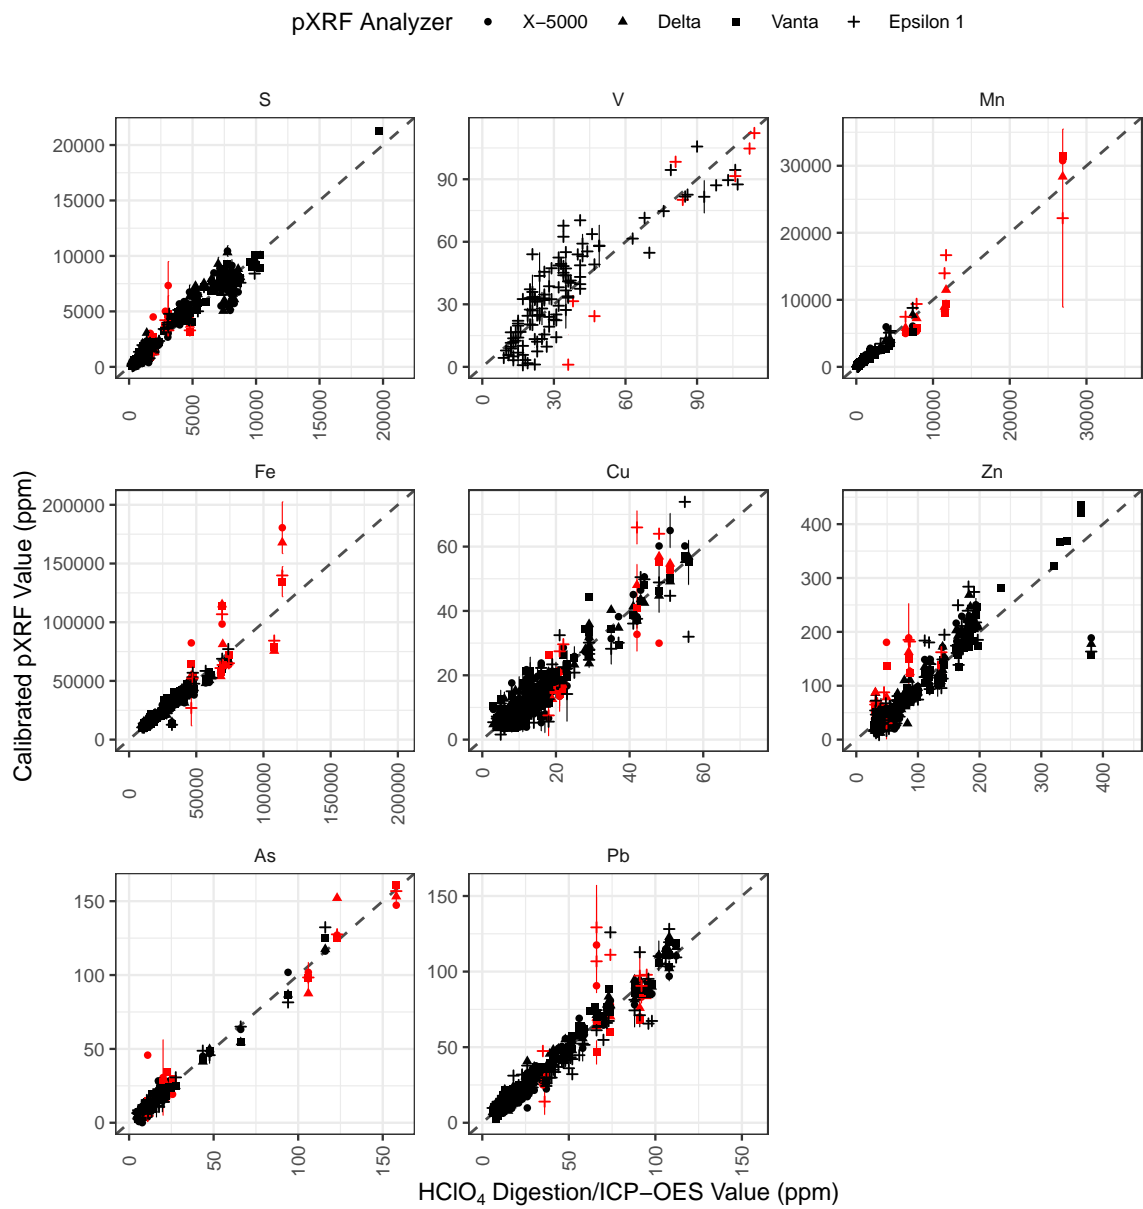 pXRF Analyzer X−5000 Delta Vanta Epsilon 1
S V Mn
20000
15000
10000
5000
0
0 5000 10000 15000 20000
90
60
30
0
0 30 60 90
30000
20000
10000
0
0 10000 20000 30000
Fe Cu Zn
200000
150000
100000
50000
0
0 50000 100000 150000 200000
60
40
20
0
0 20 40 60
400
300
200
100
0
0 100 200 300 400
As Pb
150
100
50
0
0 50 100 150
150
100
50
0
0 50 100 150
Calibrated pXRF Value (ppm)
HClO₄ Digestion/ICP−OES Value (ppm)